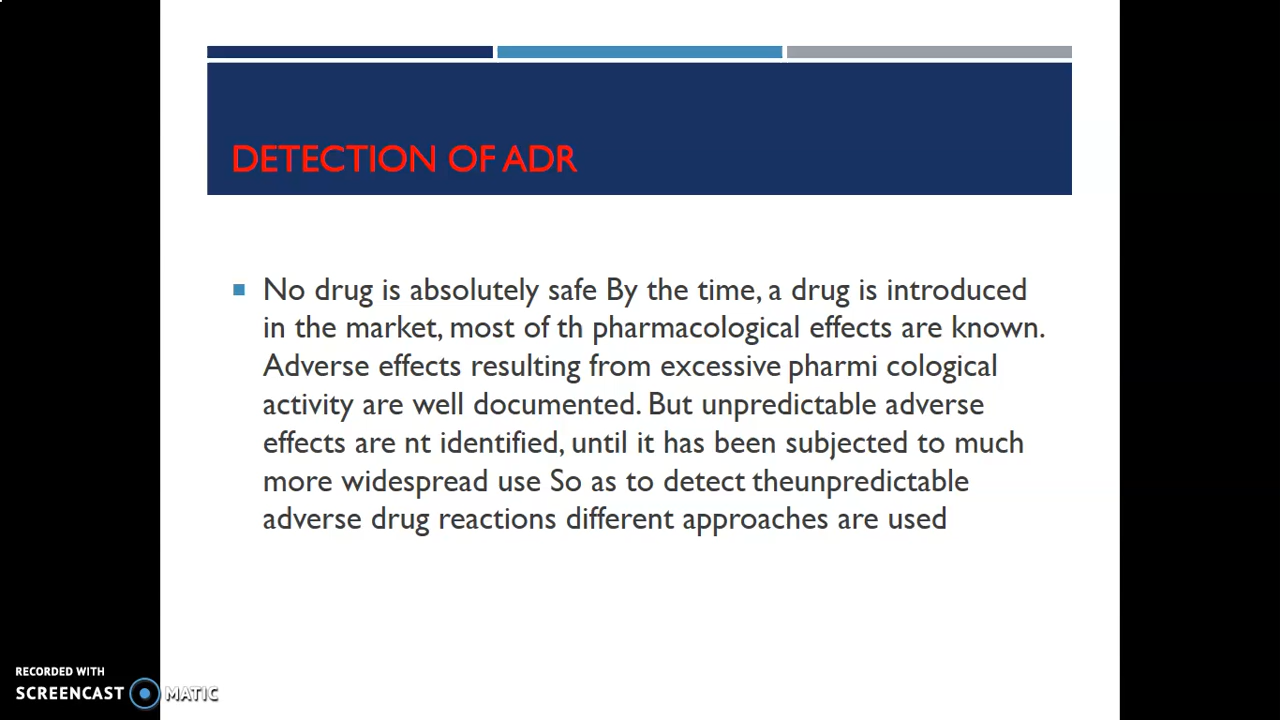 DETECTION OF ADR
No drug is absolutely safe By the time, a drug is introduced
in the market, most of th pharmacological effects are known.
Adverse effects resulting from excessive pharmi cological
activity are well documented. But unpredictable adverse
effects are nt identified, until it has been subjected to much
more widespread use So as to detect theunpredictable
adverse drug reactions different approaches are used
RECORDED WITH
SCREENCAST MATIC